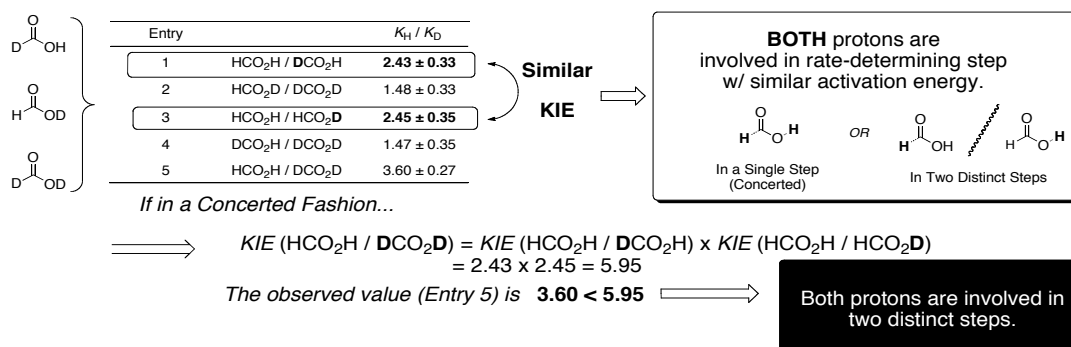 O
D OH
O
H OD
O
D OD
Entry K_H / K_D
1 HCO₂H / DCO₂H 2.43 ± 0.33
2 HCO₂D / DCO₂D 1.48 ± 0.33
3 HCO₂H / HCO₂D 2.45 ± 0.35
4 DCO₂H / DCO₂D 1.47 ± 0.35
5 HCO₂H / DCO₂D 3.60 ± 0.27
Similar
KIE
BOTH protons are
involved in rate-determining step
w/ similar activation energy.
O
H O H
In a Single Step
(Concerted)
OR
O
H OH
O
H O H
In Two Distinct Steps
If in a Concerted Fashion...
KIE (HCO₂H / DCO₂D) = KIE (HCO₂H / DCO₂H) x KIE (HCO₂H / HCO₂D)
= 2.43 x 2.45 = 5.95
The observed value (Entry 5) is 3.60 < 5.95
Both protons are involved in
two distinct steps.